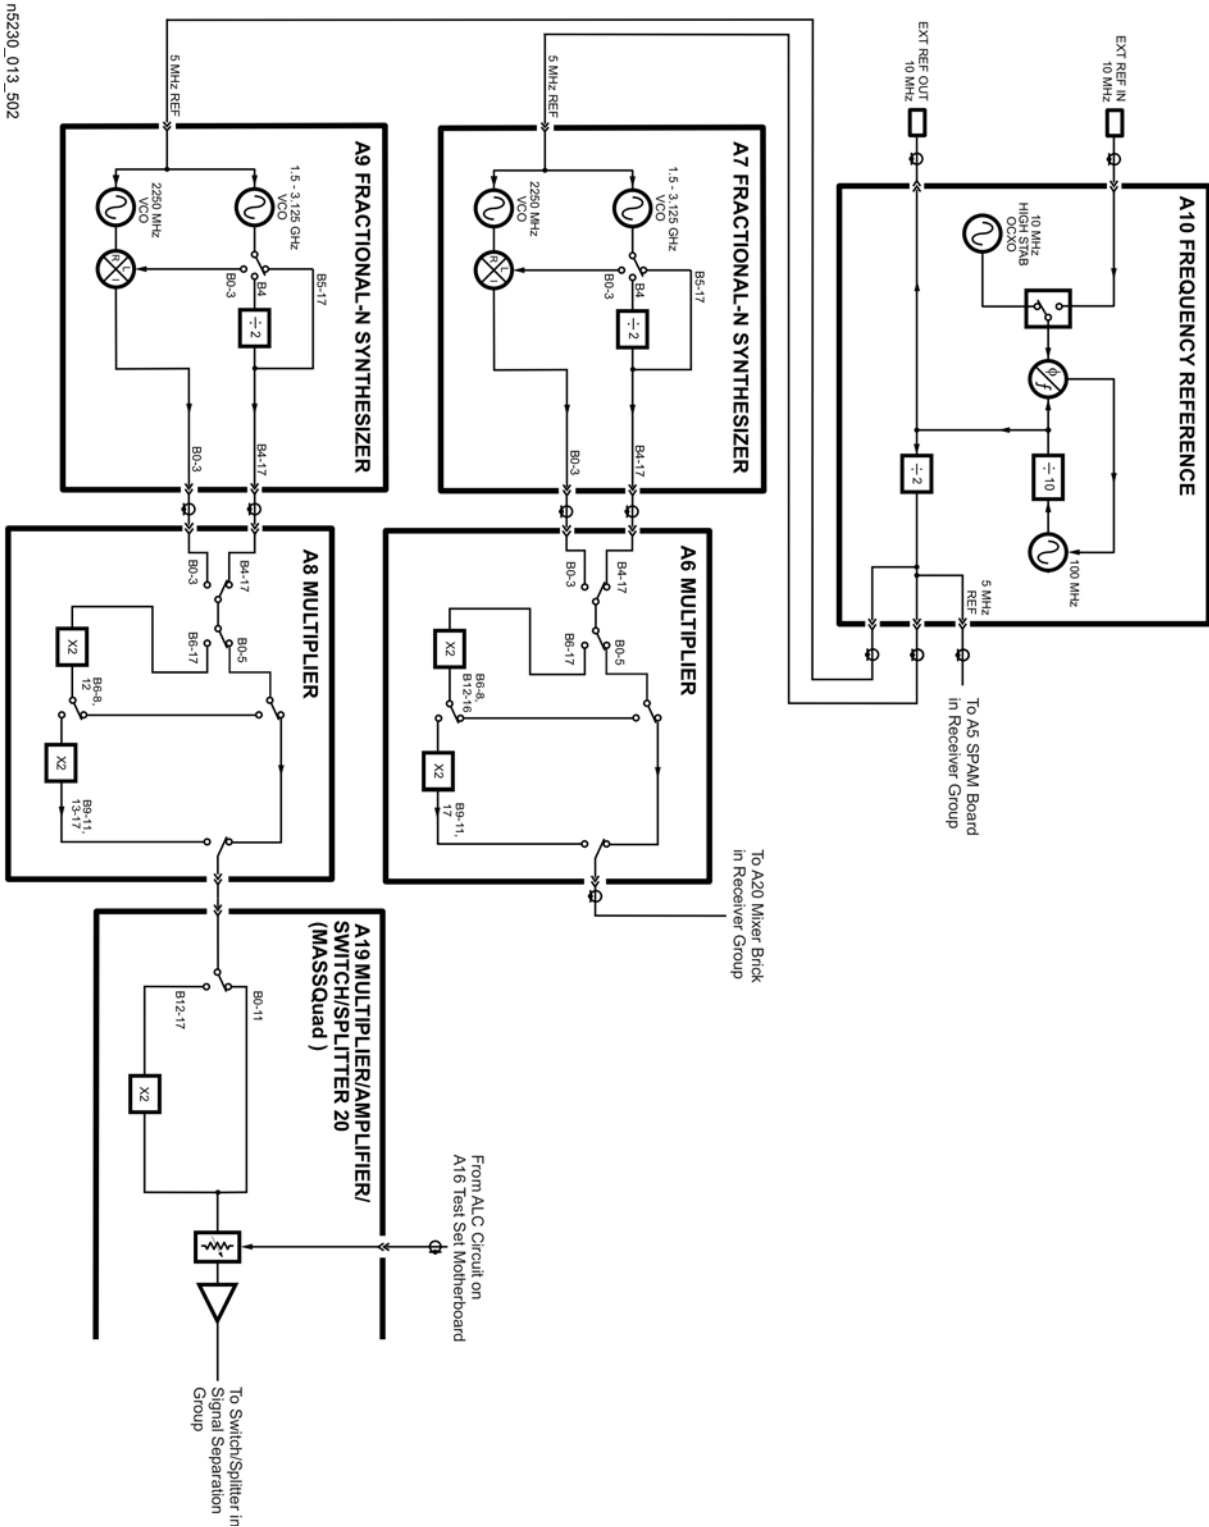 A10 FREQUENCY REFERENCE
EXT REF IN
10 MHz
EXT REF OUT
10 MHz
10 MHz
HIGH STAB
OCXO
ϕ
f
÷ 10
÷ 2
100 MHz
5 MHz
REF
To A5 SPAM Board
in Receiver Group
5 MHz REF
A7 FRACTIONAL-N SYNTHESIZER
1.5 - 3.125 GHz
VCO
2250 MHz
VCO
L
R
I
B5-17
B4
B0-3
÷ 2
B4-17
B0-3
A6 MULTIPLIER
B4-17
B0-3
B0-5
B6-17
X2
B6-8,
B12-16
X2
B9-11,
17
To A20 Mixer Brick
in Receiver Group
5 MHz REF
A9 FRACTIONAL-N SYNTHESIZER
1.5 - 3.125 GHz
VCO
2250 MHz
VCO
L
R
I
B5-17
B4
B0-3
÷ 2
B4-17
B0-3
A8 MULTIPLIER
B4-17
B0-3
B0-5
B6-17
X2
B6-8,
12
X2
B9-11,
13-17
A19 MULTIPLIER/AMPLIFIER/
SWITCH/SPLITTER 20
(MASSQuad )
B0-11
B12-17
X2
From ALC Circuit on
A16 Test Set Motherboard
To Switch/Splitter in
Signal Separation
Group
n5230_013_502